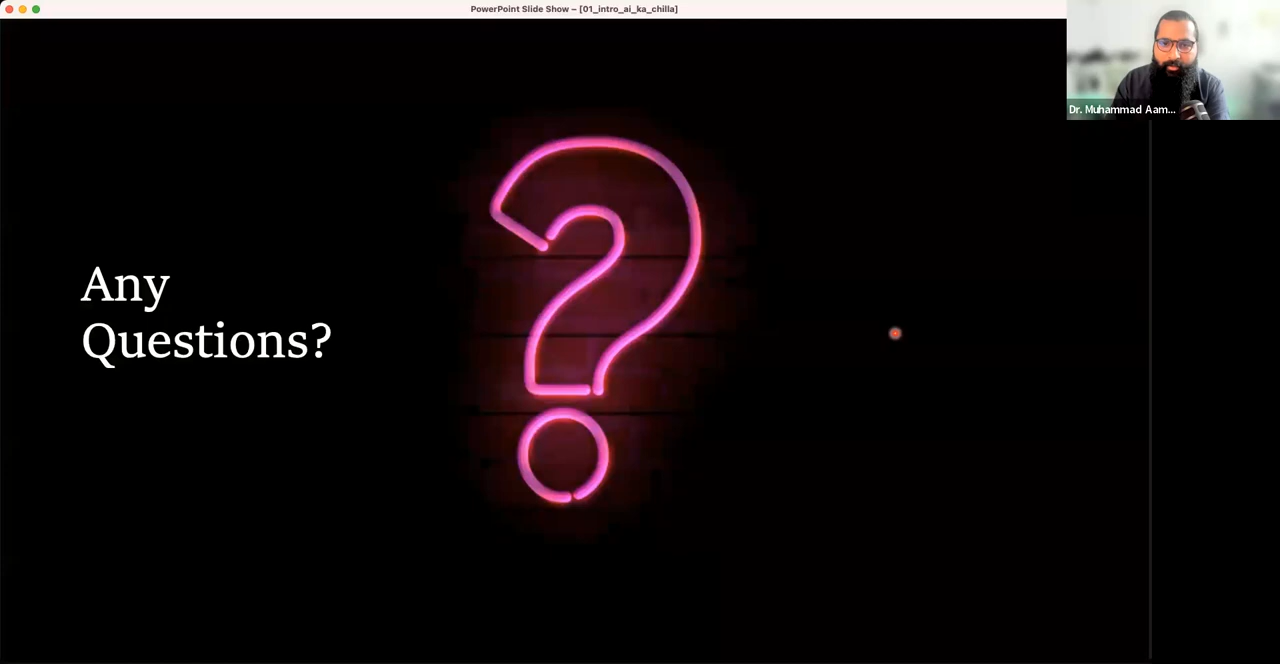 PowerPoint Slide Show – [01_intro_ai_ka_chilla]
Dr. Muhammad Aam...
Any
Questions?